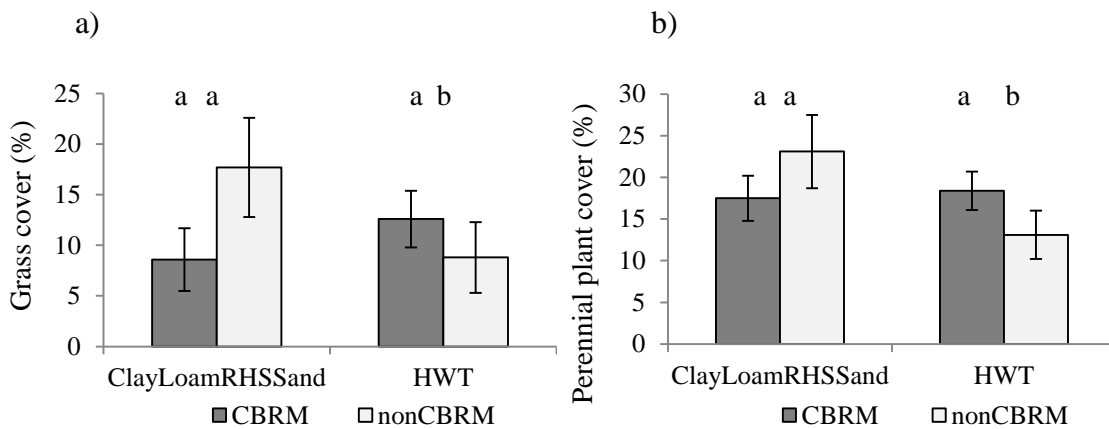 a)
a a
a b
Grass cover (%)
25
20
15
10
5
0
ClayLoamRHSSand
HWT
CBRM
nonCBRM
b)
a a
a b
Perennial plant cover (%)
30
25
20
15
10
5
0
ClayLoamRHSSand
HWT
CBRM
nonCBRM